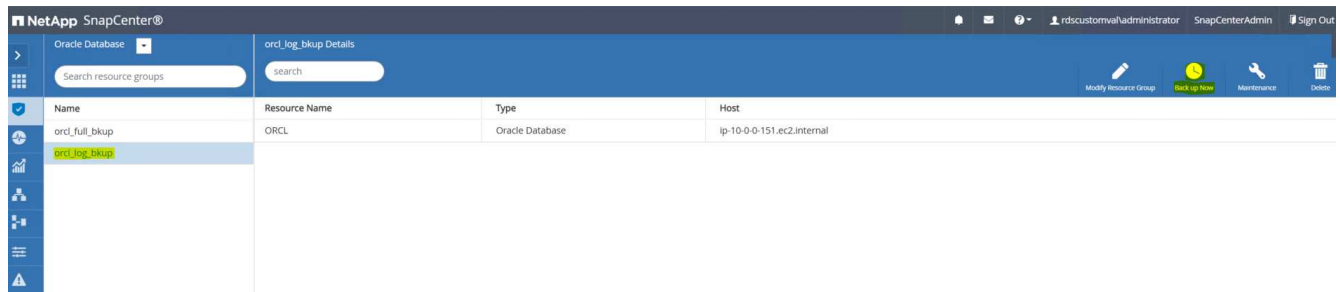 NetApp SnapCenter® rdscustomval\administrator SnapCenterAdmin Sign Out
Oracle Database
Search resource groups
Name
orcl_full_bkup
orcl_log_bkup
orcl_log_bkup Details
search
Modify Resource Group Back up Now Maintenance Delete
Resource Name Type Host
ORCL Oracle Database ip-10-0-0-151.ec2.internal